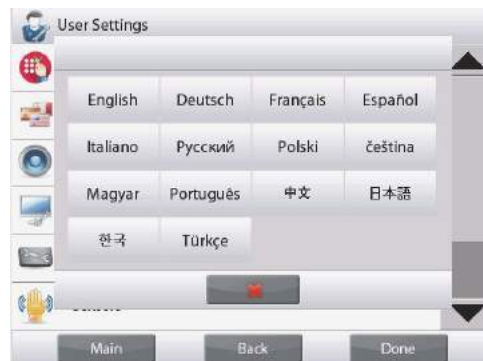 User Settings
English Deutsch Français Español
Italiano Русский Polski čeština
Magyar Português 中文 日本語
한국 Türkçe
Main Back Done